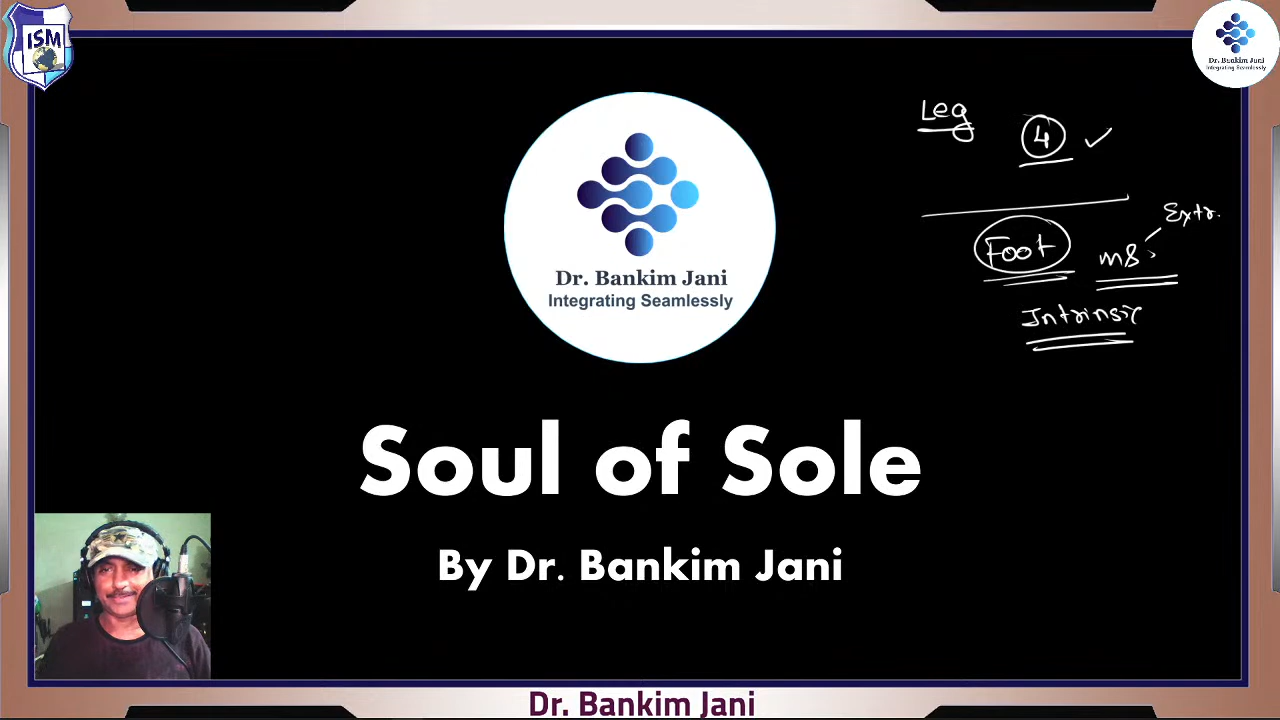 ISM
Dr. Bankim Jani
Integrating Seamlessly
Leg
4
Extr.
Foot
ms
Intrinsic
Dr. Bankim Jani
Integrating Seamlessly
Soul of Sole
By Dr. Bankim Jani
Dr. Bankim Jani